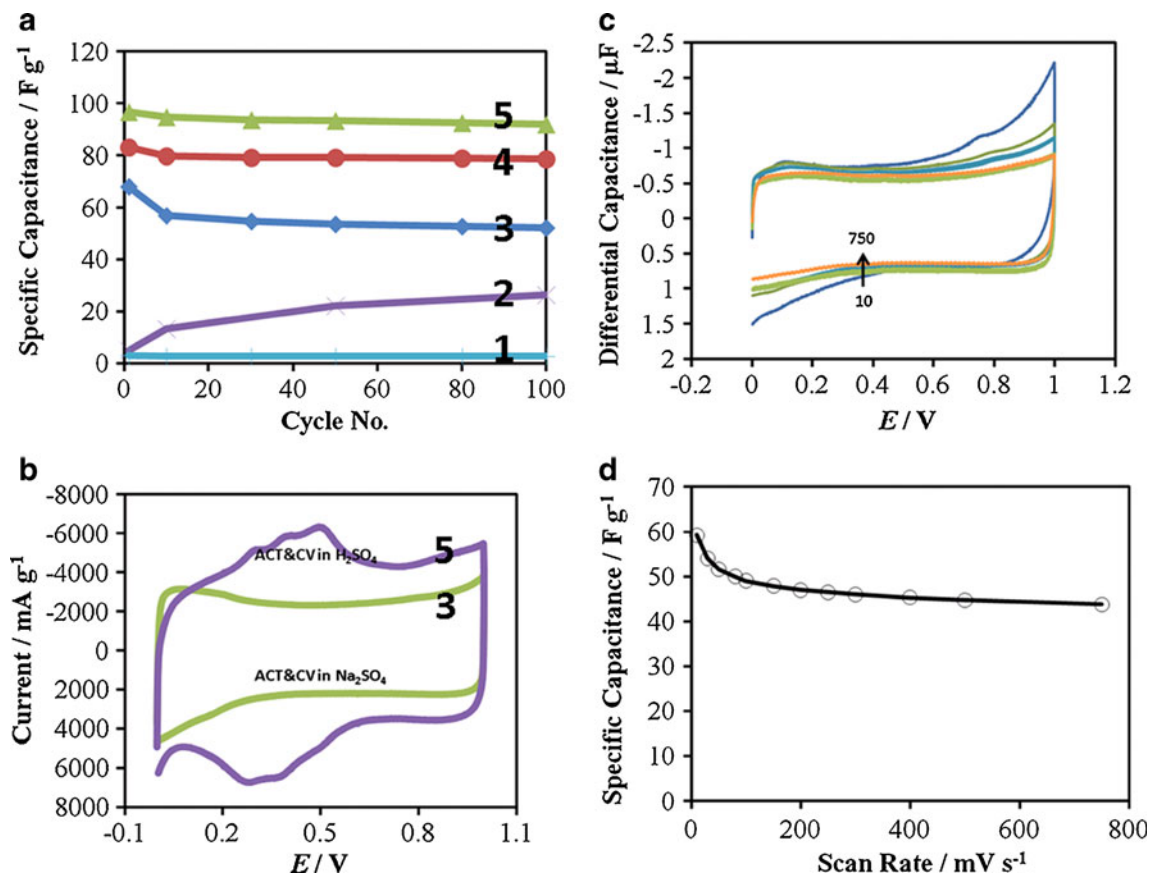 a
Specific Capacitance / F g⁻¹
120
100
80
60
40
20
0
5
4
3
2
1
0 20 40 60 80 100
Cycle No.
b
Current / mA g⁻¹
-8000
-6000
-4000
-2000
0
2000
4000
6000
8000
ACT&CV in H₂SO₄
5
3
ACT&CV in Na₂SO₄
-0.1 0.2 0.5 0.8 1.1
E / V
c
Differential Capacitance / µF
-2.5
-2
-1.5
-1
-0.5
0
0.5
1
1.5
2
750
10
-0.2 0 0.2 0.4 0.6 0.8 1 1.2
E / V
d
Specific Capacitance / F g⁻¹
70
60
50
40
30
20
10
0
0 200 400 600 800
Scan Rate / mV s⁻¹